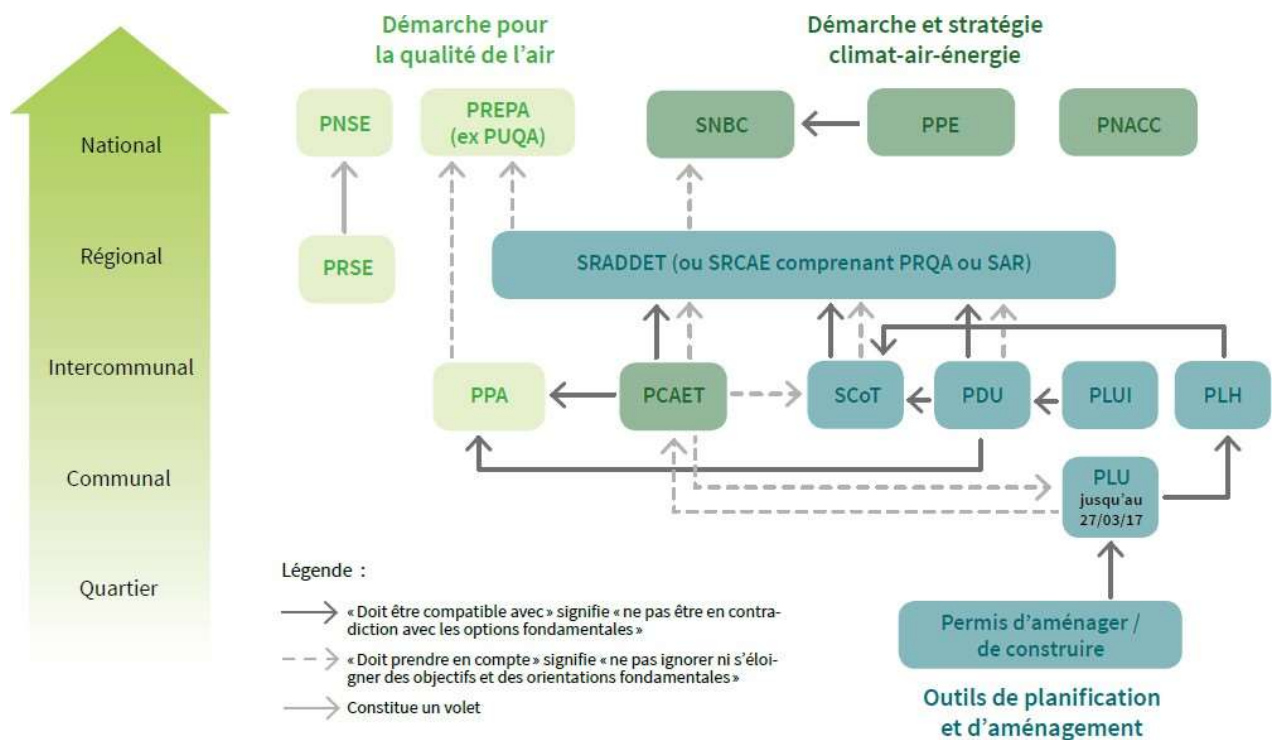 Démarche pour
la qualité de l’air
Démarche et stratégie
climat-air-énergie
National
PNSE
PREPA
(ex PUQA)
SNBC
PPE
PNACC
Régional
PRSE
SRADDET (ou SRCAE comprenant PRQA ou SAR)
Intercommunal
PPA
PCAET
SCoT
PDU
PLUI
PLH
Communal
PLU
jusqu’au
27/03/17
Quartier
Légende :
« Doit être compatible avec » signifie « ne pas être en contra-
diction avec les options fondamentales »
« Doit prendre en compte » signifie « ne pas ignorer ni s’éloi-
gner des objectifs et des orientations fondamentales »
Constitue un volet
Permis d’aménager /
de construire
Outils de planification
et d’aménagement